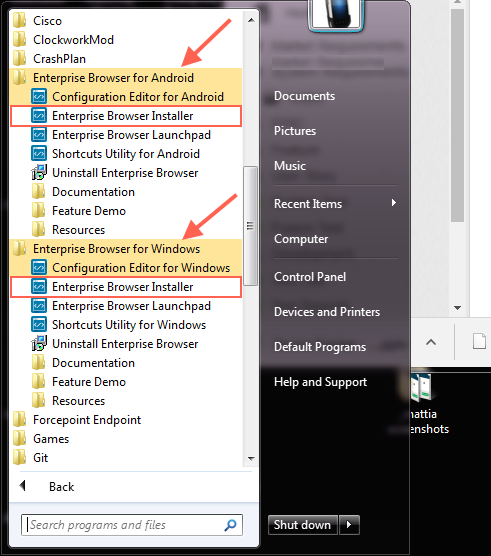 Cisco
ClockworkMod
CrashPlan
Enterprise Browser for Android
Configuration Editor for Android
Enterprise Browser Installer
Enterprise Browser Launchpad
Shortcuts Utility for Android
Uninstall Enterprise Browser
Documentation
Feature Demo
Resources
Enterprise Browser for Windows
Configuration Editor for Windows
Enterprise Browser Installer
Enterprise Browser Launchpad
Shortcuts Utility for Windows
Uninstall Enterprise Browser
Documentation
Feature Demo
Resources
Forcepoint Endpoint
Games
Git
Back
Search programs and files
Documents
Pictures
Music
Recent Items
Computer
Control Panel
Devices and Printers
Default Programs
Help and Support
Shut down
mattia